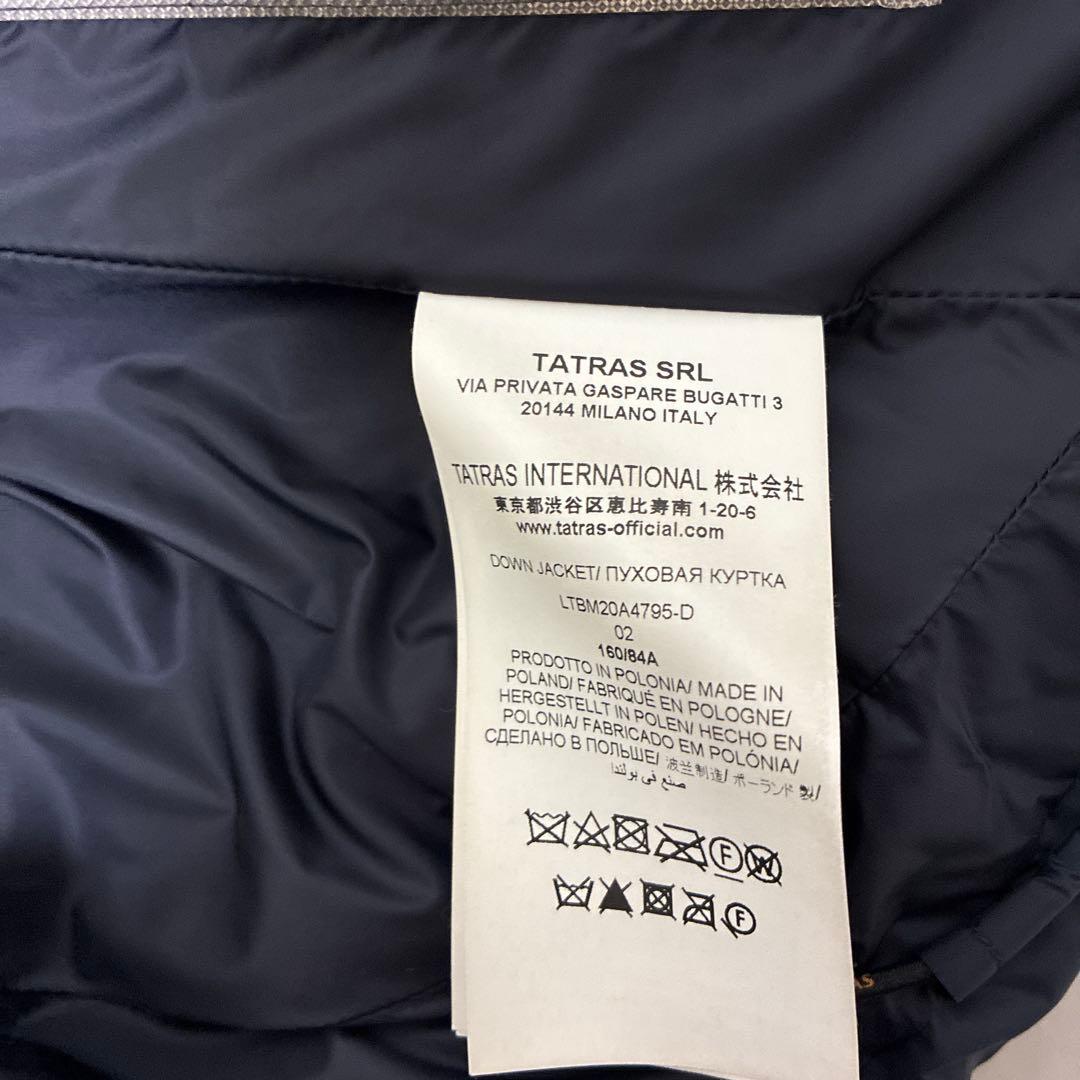 TATRAS SRL
VIA PRIVATA GASPARE BUGATTI 3
20144 MILANO ITALY
TATRAS INTERNATIONAL 株式会社
東京都渋谷区恵比寿南 1-20-6
www.tatras-official.com
DOWN JACKET/ ПУХОВАЯ КУРТКА
LTBM20A4795-D
02
160/84A
PRODOTTO IN POLONIA/ MADE IN
POLAND/ FABRIQUÉ EN POLOGNE/
HERGESTELLT IN POLEN/ HECHO EN
POLONIA/ FABRICADO EM POLÓNIA/
СДЕЛАНО В ПОЛЬШЕ/ 波兰制造/ ポーランド 製/
صنع في بولندا
F W
F